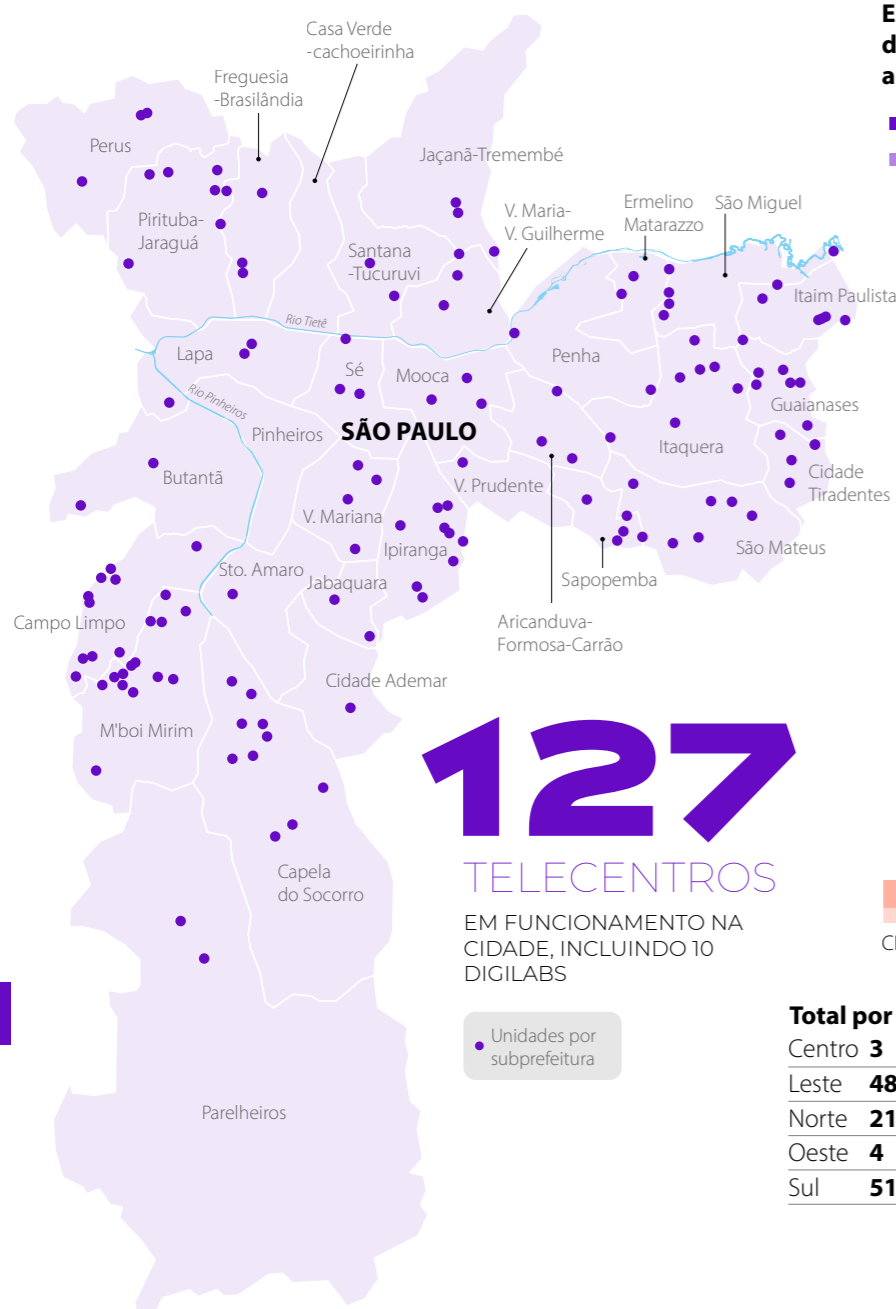 Casa Verde
-cachoeirinha
Freguesia
-Brasilândia
Perus
Jaçanã-Tremembé
Pirituba-
Jaraguá
Santana
-Tucuruvi
V. Maria-
V. Guilherme
Ermelino
Matarazzo
São Miguel
Itaim Paulista
Rio Tietê
Lapa
Sé
Mooca
Penha
Rio Pinheiros
Pinheiros
SÃO PAULO
Guaianases
Itaquera
Butantã
V. Prudente
Cidade
Tiradentes
V. Mariana
Ipiranga
São Mateus
Sto. Amaro
Jabaquara
Sapopemba
Campo Limpo
Aricanduva-
Formosa-Carrão
Cidade Ademar
M'boi Mirim
127
TELECENTROS
EM FUNCIONAMENTO NA
CIDADE, INCLUINDO 10
DIGILABS
Capela
do Socorro
Unidades por
subprefeitura
Parelheiros
Total por
Centro 3
Leste 48
Norte 21
Oeste 4
Sul 51